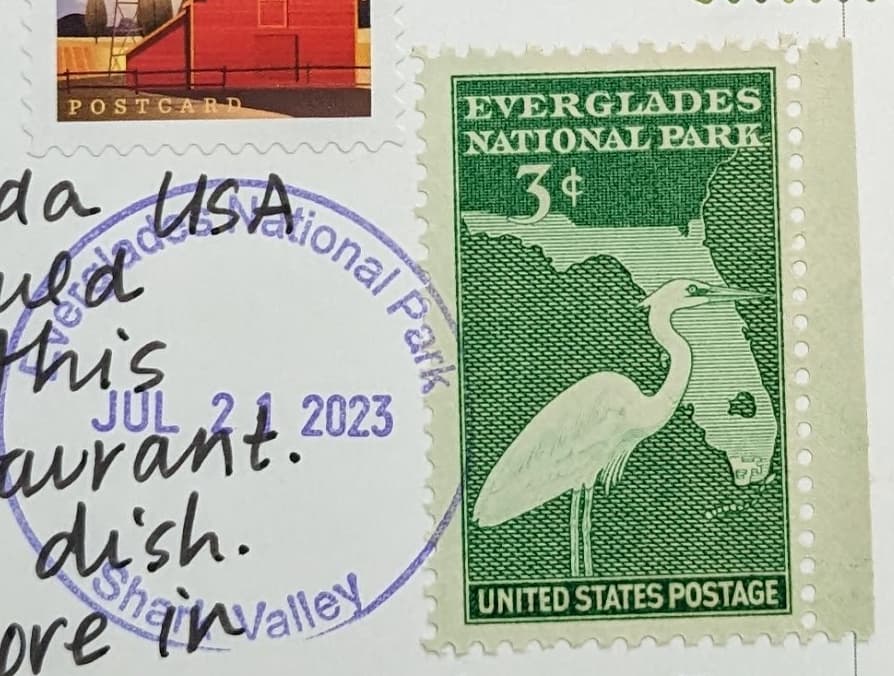 POSTCARD
EVERGLADES
NATIONAL PARK
3¢
UNITED STATES POSTAGE
Everglades National Park
JUL 21 2023
Shark Valley
da USA
ued
this
aurant.
dish.
ore in